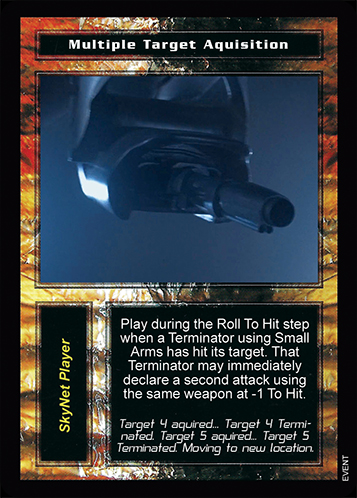 Multiple Target Aquisition
SkyNet Player
Play during the Roll To Hit step
when a Terminator using Small
Arms has hit its target. That
Terminator may immediately
declare a second attack using
the same weapon at -1 To Hit.
Target 4 aquired... Target 4 Termi-
nated. Target 5 aquired... Target 5
Terminated. Moving to new location.
EVENT